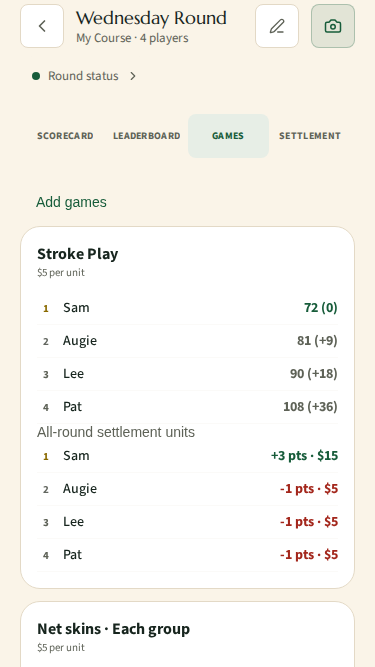 Wednesday Round
My Course · 4 players
Round status
SCORECARD LEADERBOARD GAMES SETTLEMENT
Add games
Stroke Play
$5 per unit
1 Sam 72 (0)
2 Augie 81 (+9)
3 Lee 90 (+18)
4 Pat 108 (+36)
All-round settlement units
1 Sam +3 pts · $15
2 Augie -1 pts · $5
3 Lee -1 pts · $5
4 Pat -1 pts · $5
Net skins · Each group
$5 per unit